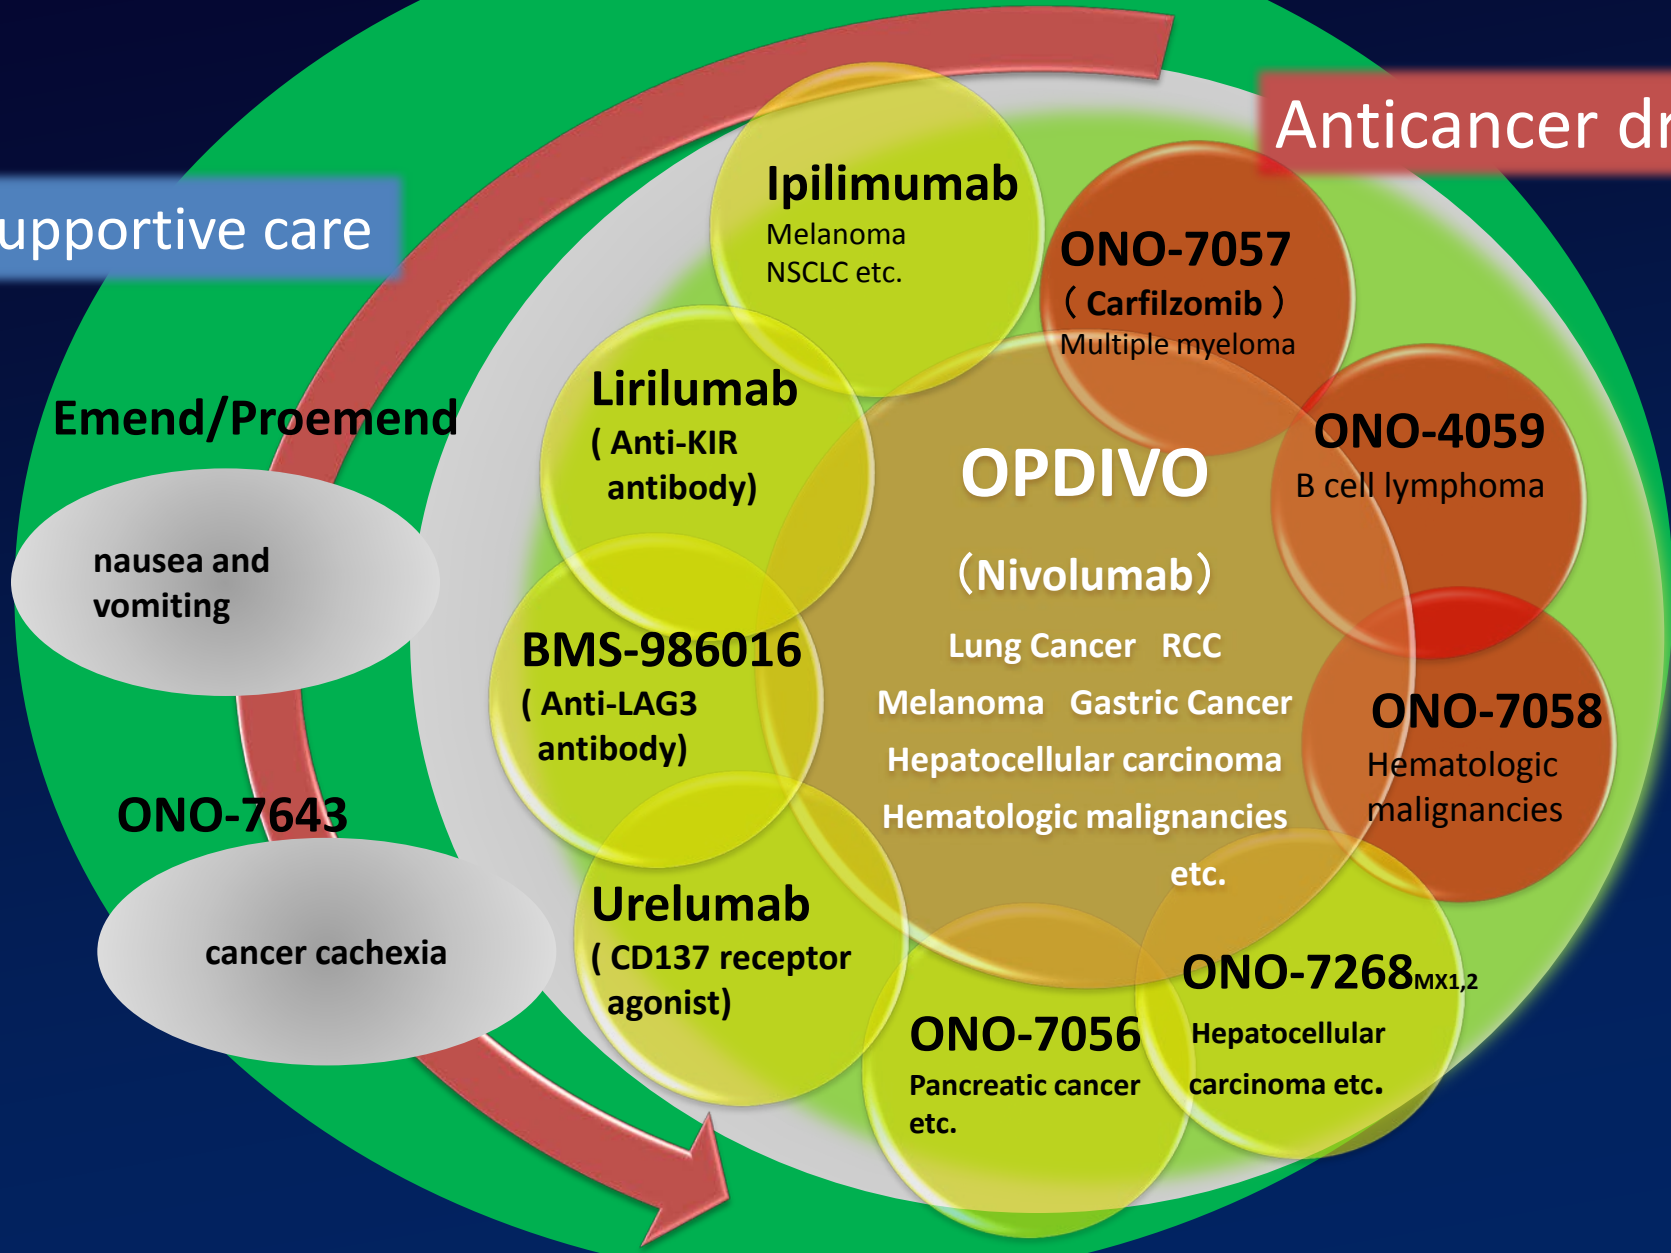 Anticancer dr
upportive care
Ipilimumab
Melanoma
NSCLC etc.
ONO-7057
( Carfilzomib )
Multiple myeloma
Lirilumab
( Anti-KIR
antibody)
Emend/Proemend
nausea and
vomiting
ONO-4059
B cell lymphoma
OPDIVO
(Nivolumab)
Lung Cancer RCC
Melanoma Gastric Cancer
Hepatocellular carcinoma
Hematologic malignancies
etc.
BMS-986016
( Anti-LAG3
antibody)
ONO-7058
Hematologic
malignancies
ONO-7643
cancer cachexia
Urelumab
( CD137 receptor
agonist)
ONO-7056
Pancreatic cancer
etc.
ONO-7268MX1,2
Hepatocellular
carcinoma etc.